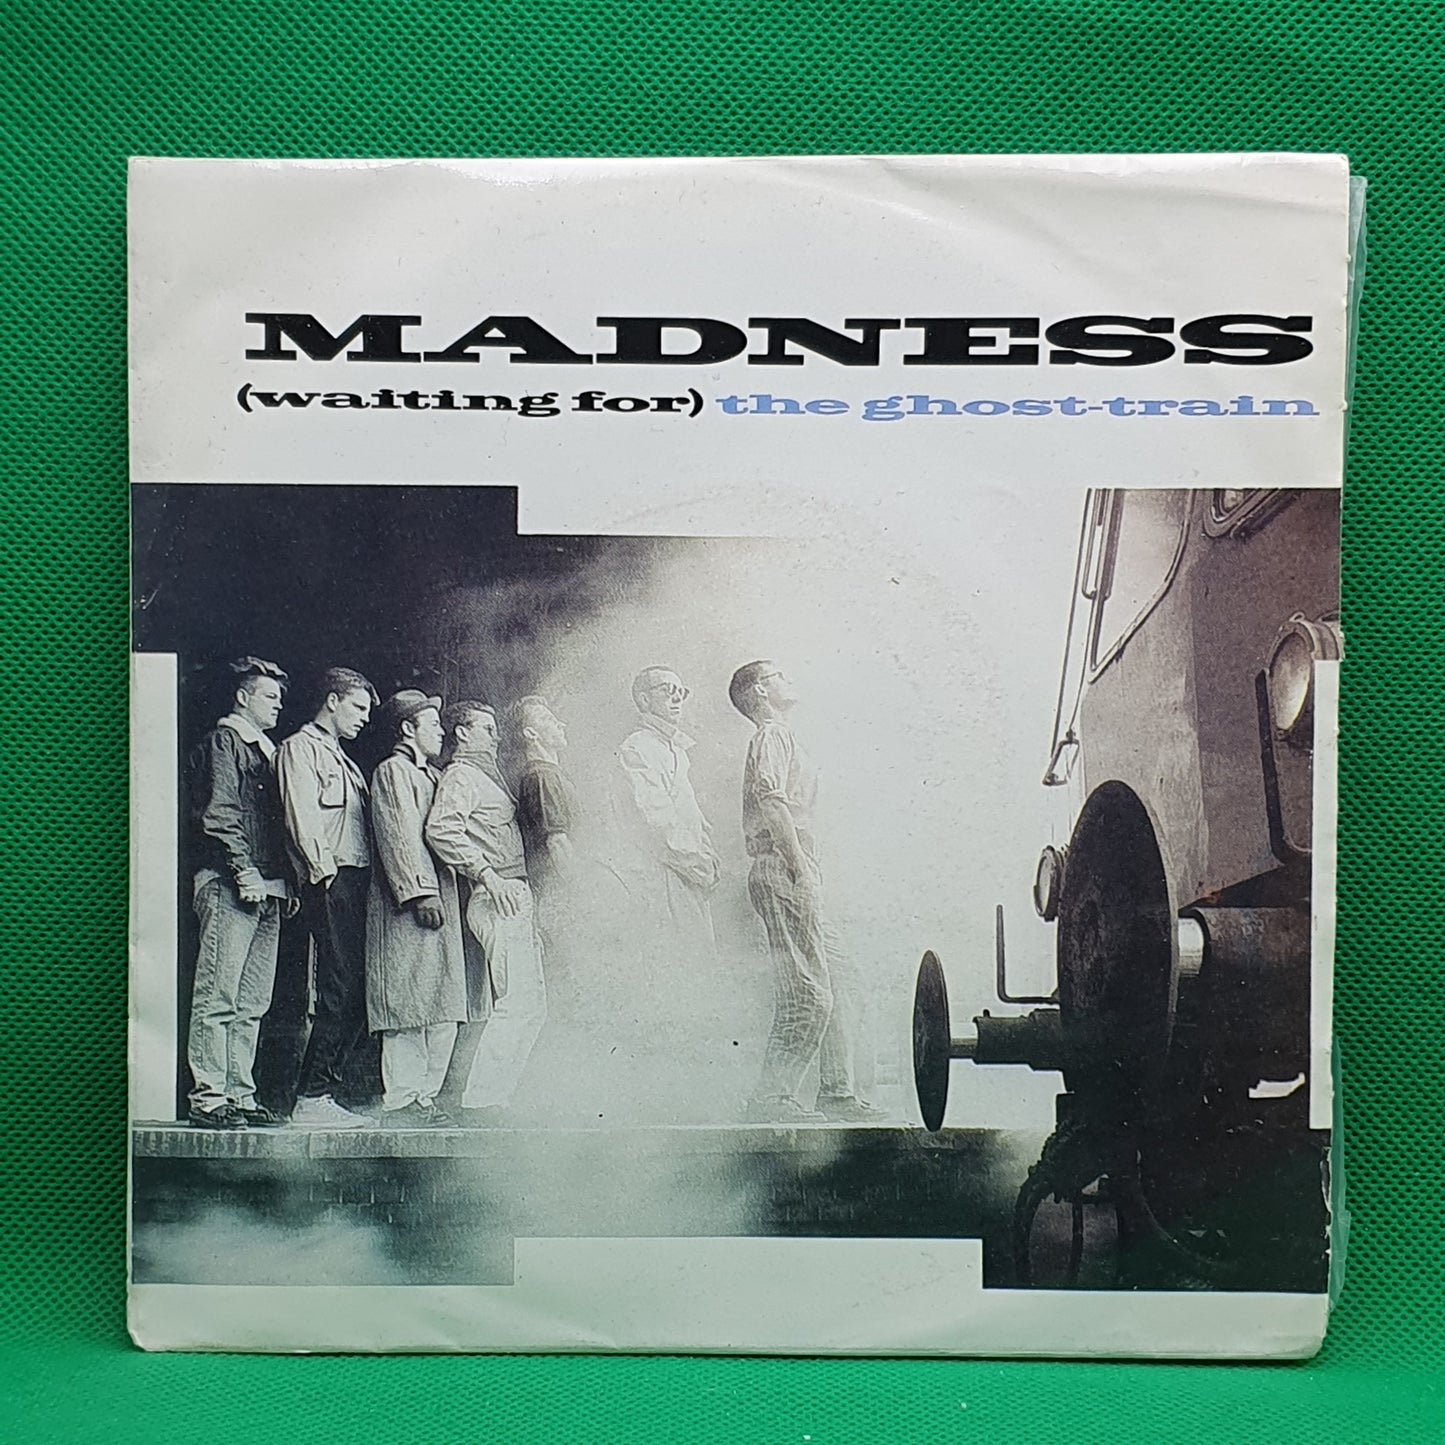 MADNESS
(waiting for) the ghost-train